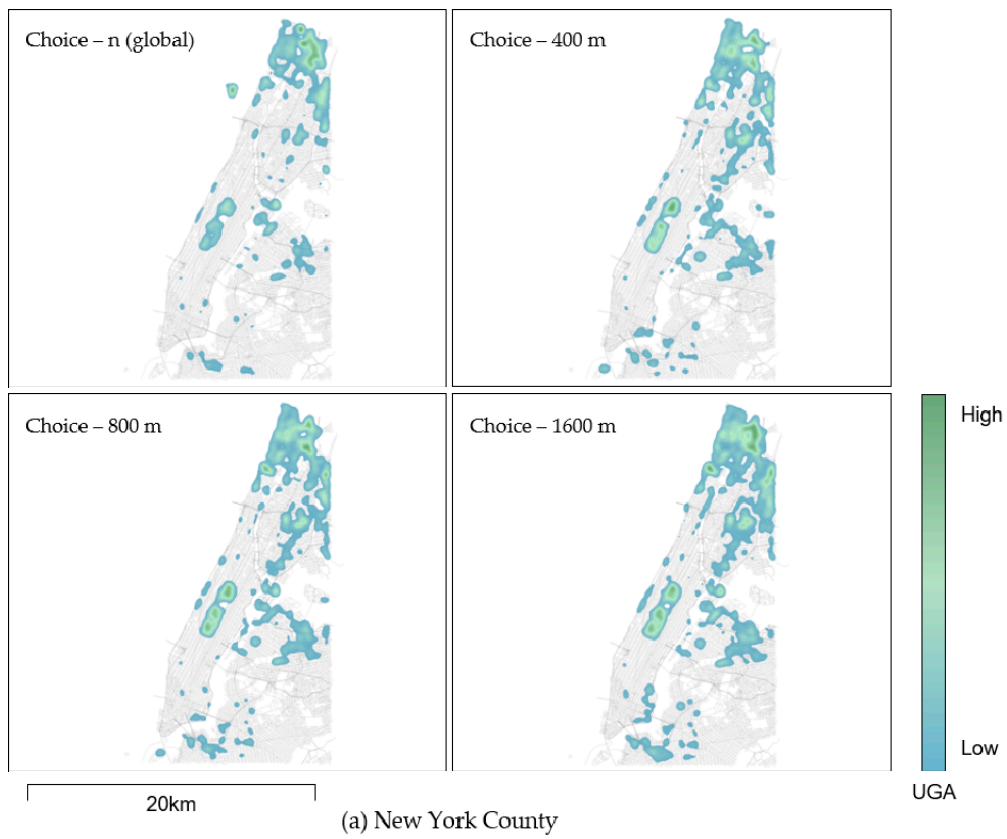 Choice – n (global)
Choice – 400 m
Choice – 800 m
Choice – 1600 m
High
Low
UGA
20km
(a) New York County